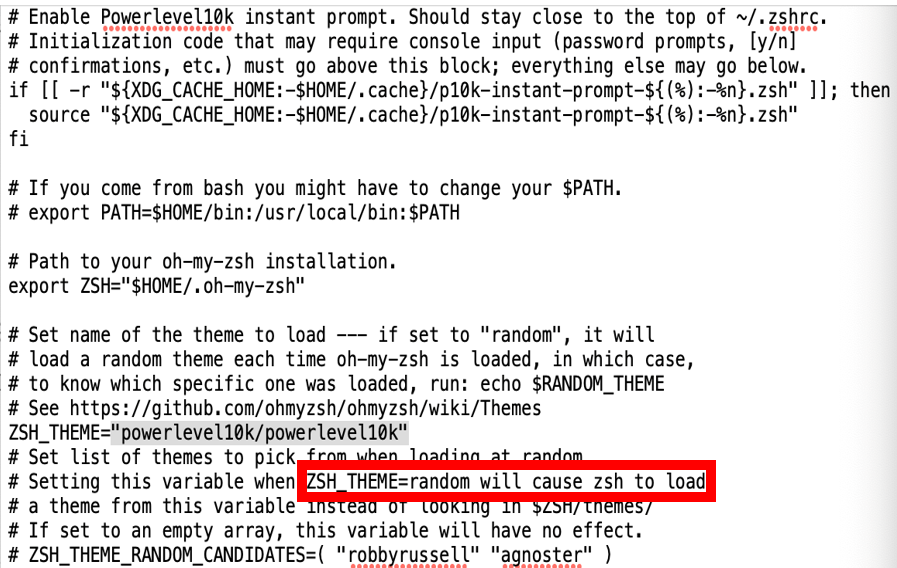 # Enable Powerlevel10k instant prompt. Should stay close to the top of ~/.zshrc.
# Initialization code that may require console input (password prompts, [y/n]
# confirmations, etc.) must go above this block; everything else may go below.
if [[ -r "${XDG_CACHE_HOME:-$HOME/.cache}/p10k-instant-prompt-${(%):-%n}.zsh" ]]; then
  source "${XDG_CACHE_HOME:-$HOME/.cache}/p10k-instant-prompt-${(%):-%n}.zsh"
fi
# If you come from bash you might have to change your $PATH.
# export PATH=$HOME/bin:/usr/local/bin:$PATH
# Path to your oh-my-zsh installation.
export ZSH="$HOME/.oh-my-zsh"
# Set name of the theme to load --- if set to "random", it will
# load a random theme each time oh-my-zsh is loaded, in which case,
# to know which specific one was loaded, run: echo $RANDOM_THEME
# See https://github.com/ohmyzsh/ohmyzsh/wiki/Themes
ZSH_THEME="powerlevel10k/powerlevel10k"
# Set list of themes to pick from when loading at random
# Setting this variable when ZSH_THEME=random will cause zsh to load
# a theme from this variable instead of looking in $ZSH/themes/
# If set to an empty array, this variable will have no effect.
# ZSH_THEME_RANDOM_CANDIDATES=( "robbyrussell" "agnoster" )